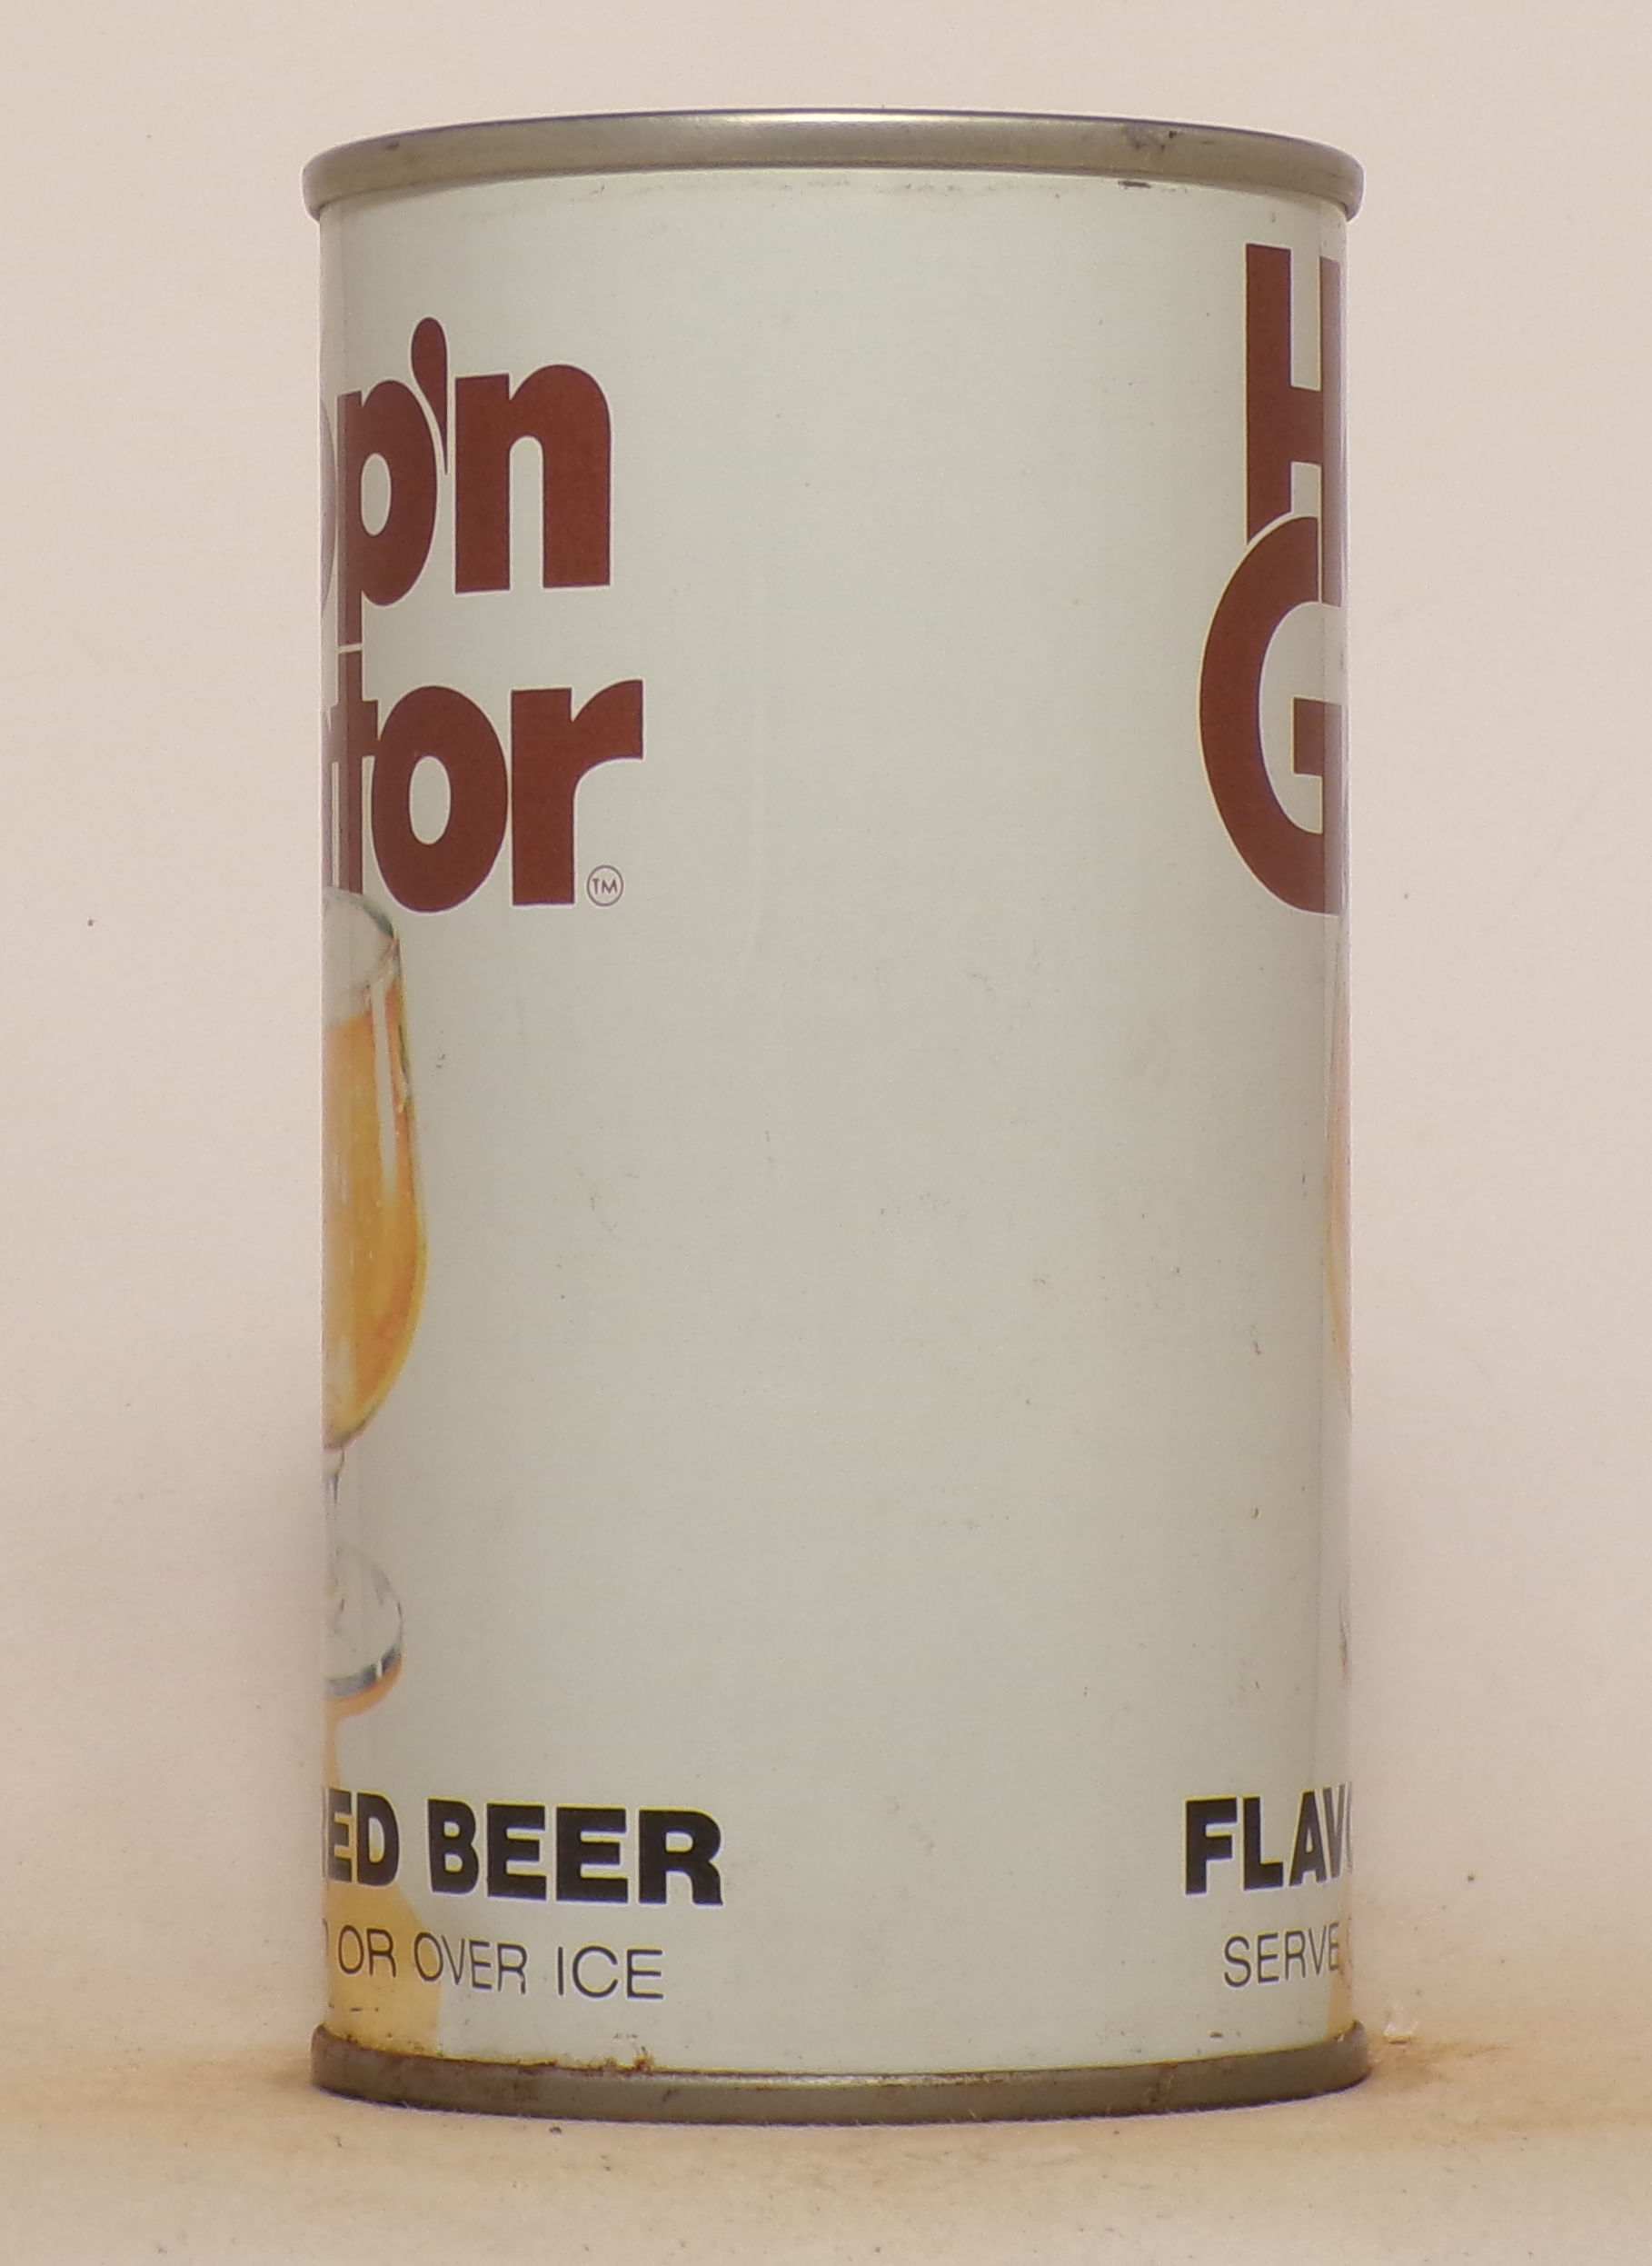 p'n
tor
TM
ED BEER
OR OVER ICE
H
G
FLAV
SERVE